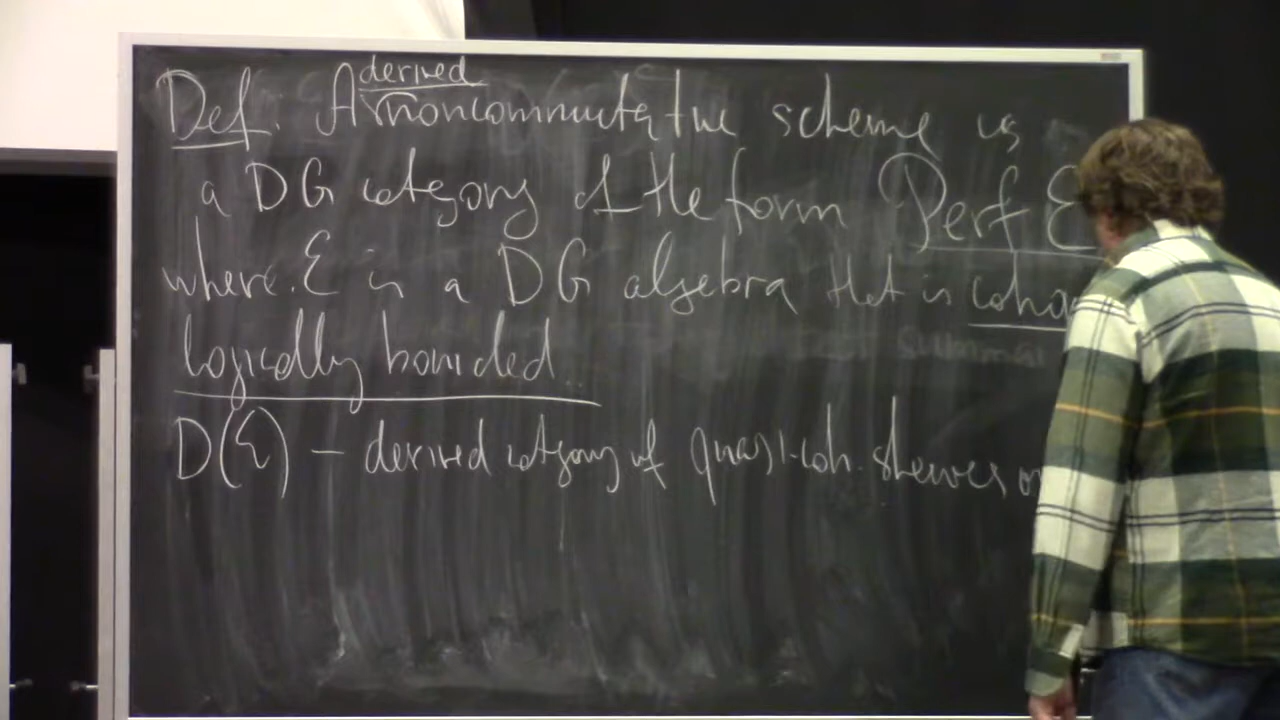 Def. A derived noncommutative scheme is
a DG category of the form Perf ℰ
where ℰ is a DG algebra that is coho
logically bounded
D(ℰ) – derived category of quasi-coh. sheaves on